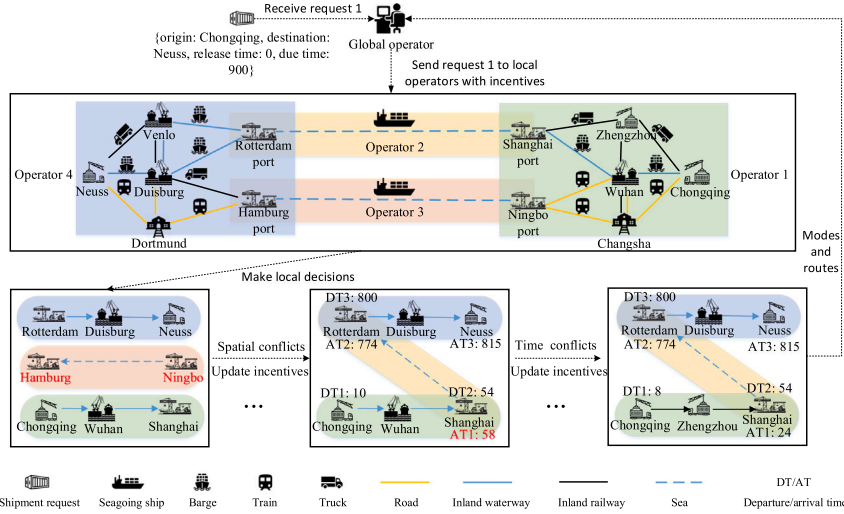 Receive request 1
{origin: Chongqing, destination:
Neuss, release time: 0, due time:
900}
Global operator
Send request 1 to local
operators with incentives
Venlo
Rotterdam
port
Operator 2
Shanghai
port
Zhengzhou
Operator 4
Neuss
Duisburg
Wuhan
Chongqing
Operator 1
Hamburg
port
Operator 3
Ningbo
port
Dortmund
Changsha
Modes
and
routes
Make local decisions
Rotterdam Duisburg Neuss
Hamburg Ningbo
Chongqing Wuhan Shanghai
Spatial conflicts
Update incentives
...
DT3: 800
Rotterdam Duisburg Neuss
AT2: 774 AT3: 815
DT1: 10 DT2: 54
Chongqing Wuhan Shanghai
AT1: 58
Time conflicts
Update incentives
...
DT3: 800
Rotterdam Duisburg Neuss
AT2: 774 AT3: 815
DT1: 8 DT2: 54
Chongqing Zhengzhou Shanghai
AT1: 24
DT/AT
Shipment request Seagoing ship Barge Train Truck Road Inland waterway Inland railway Sea Departure/arrival time